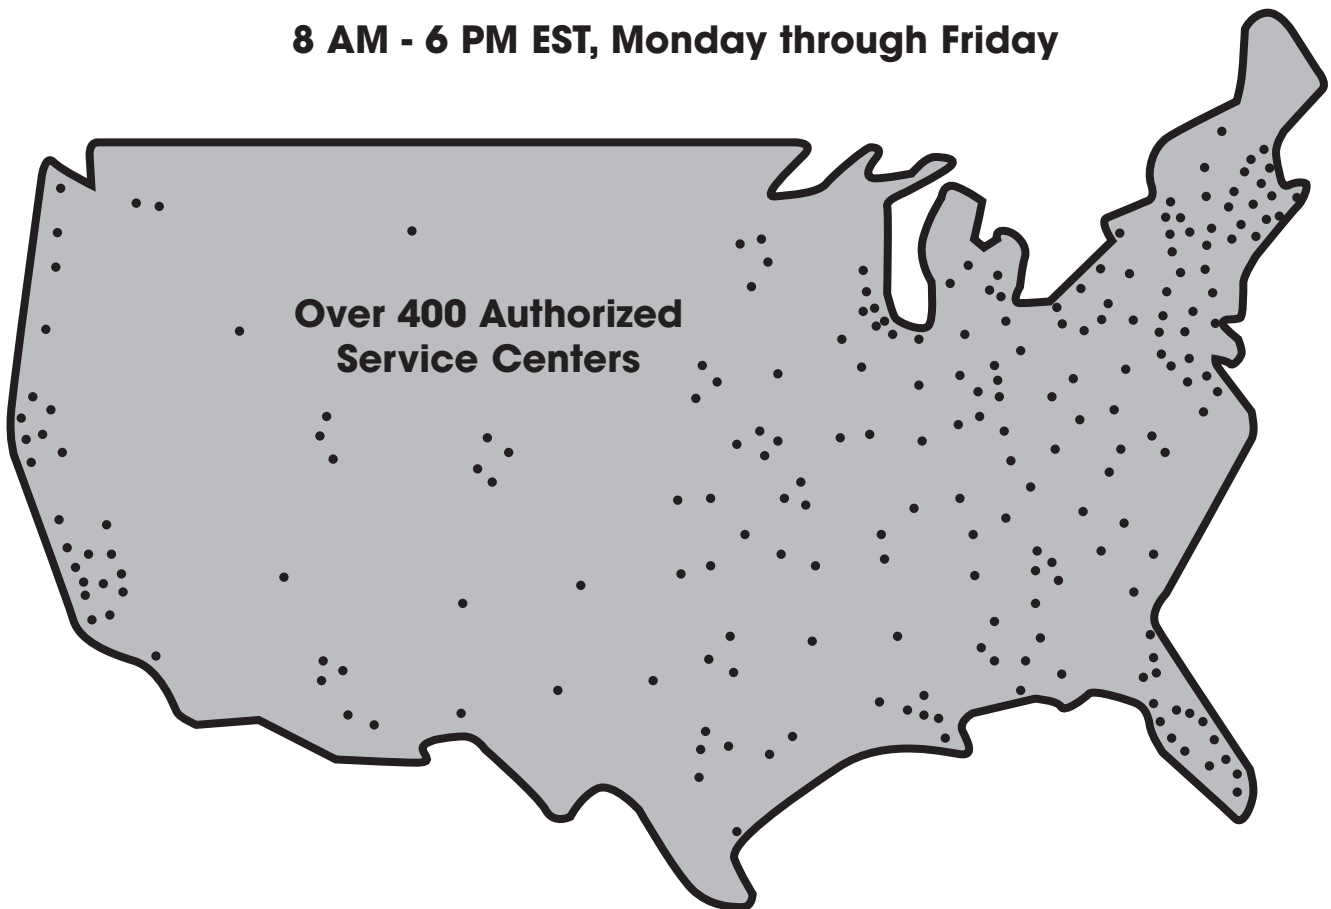 8 AM - 6 PM EST, Monday through Friday
Over 400 Authorized
Service Centers